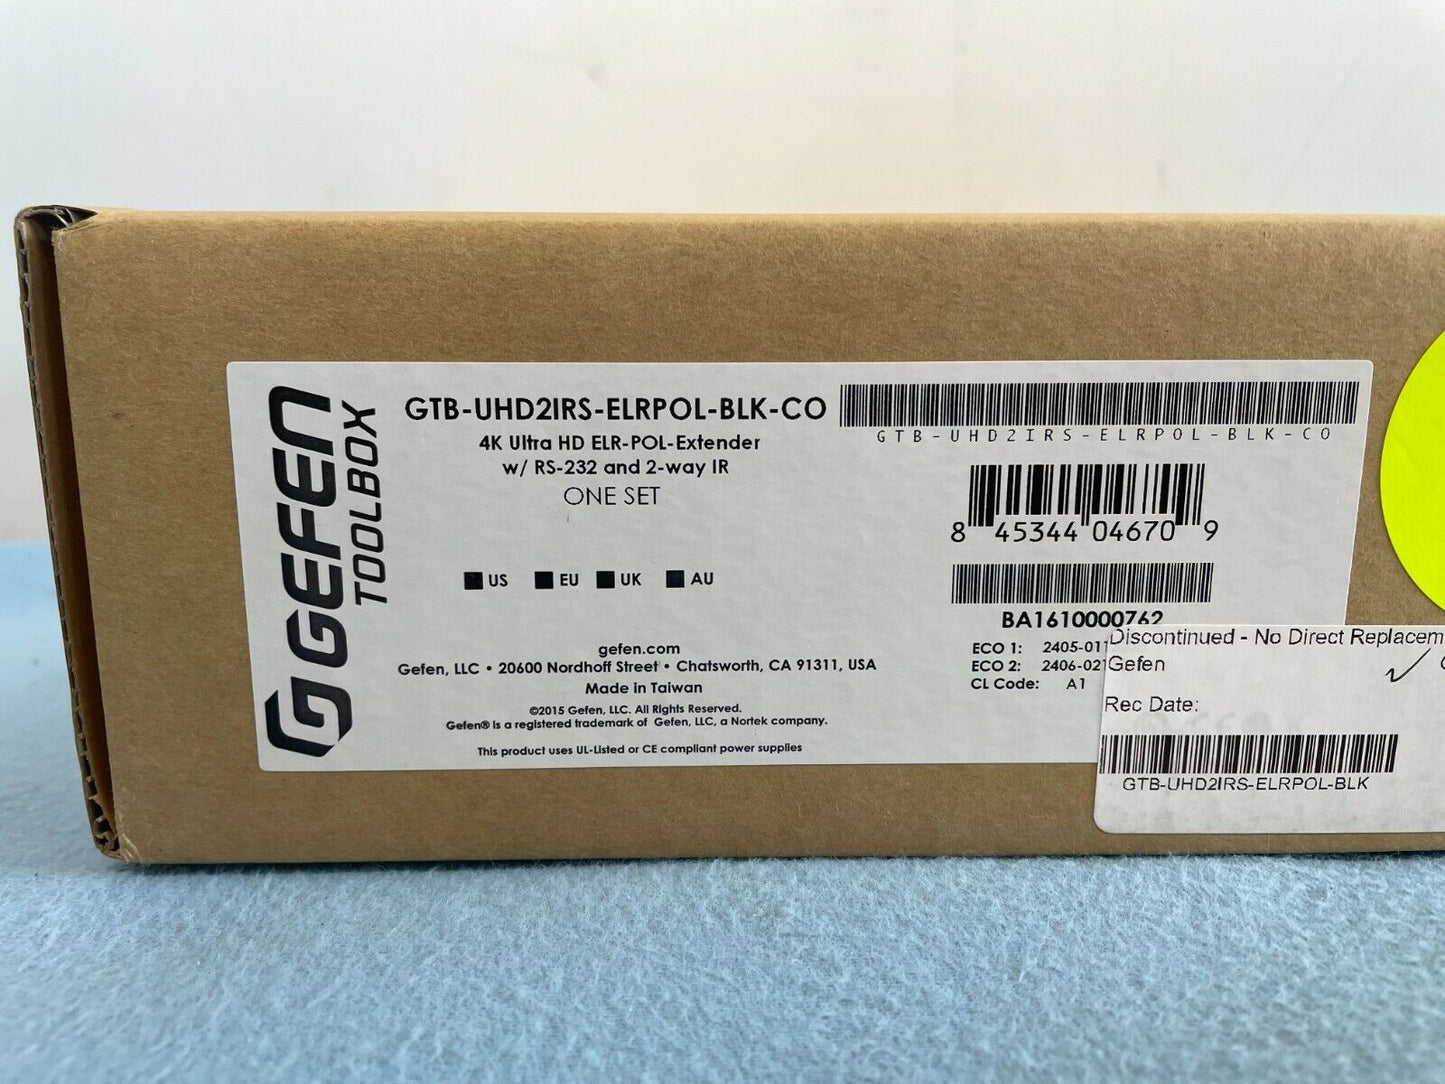 GEFEN
TOOLBOX
GTB-UHD2IRS-ELRPOL-BLK-CO
4K Ultra HD ELR-POL-Extender
w/ RS-232 and 2-way IR
ONE SET
US EU UK AU
gefen.com
Gefen, LLC • 20600 Nordhoff Street • Chatsworth, CA 91311, USA
Made in Taiwan
©2015 Gefen, LLC. All Rights Reserved.
Gefen® is a registered trademark of Gefen, LLC, a Nortek company.
This product uses UL-Listed or CE compliant power supplies
GTB-UHD2IRS-ELRPOL-BLK-CO
8 45344 04670 9
BA1610000762
ECO 1: 2405-011
ECO 2: 2406-021
CL Code: A1
Discontinued - No Direct Replacem
Gefen
Rec Date:
GTB-UHD2IRS-ELRPOL-BLK